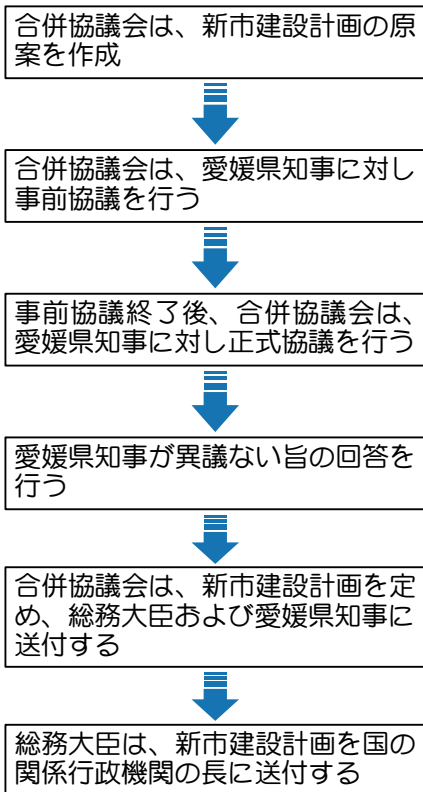 合併協議会は、新市建設計画の原
案を作成
合併協議会は、愛媛県知事に対し
事前協議を行う
事前協議終了後、合併協議会は、
愛媛県知事に対し正式協議を行う
愛媛県知事が異議ない旨の回答を
行う
合併協議会は、新市建設計画を定
め、総務大臣および愛媛県知事に
送付する
総務大臣は、新市建設計画を国の
関係行政機関の長に送付する